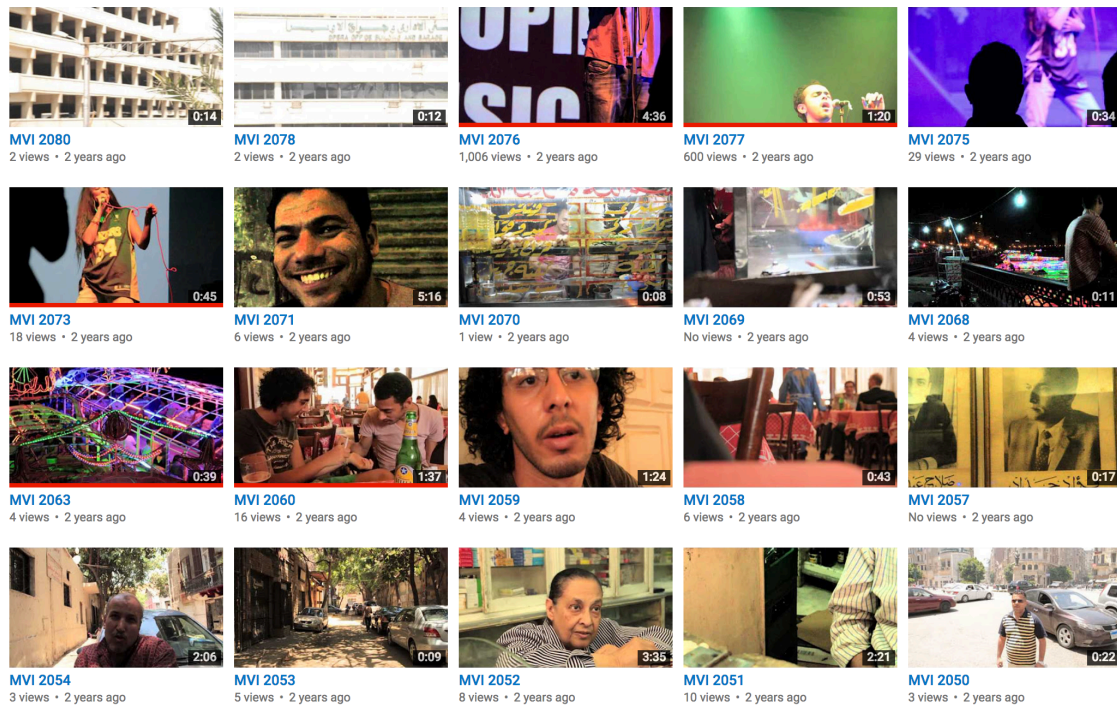 0:14
MVI 2080
2 views • 2 years ago
0:12
MVI 2078
2 views • 2 years ago
SIC
4:36
MVI 2076
1,006 views • 2 years ago
1:20
MVI 2077
600 views • 2 years ago
0:34
MVI 2075
29 views • 2 years ago
0:45
MVI 2073
18 views • 2 years ago
5:16
MVI 2071
6 views • 2 years ago
0:08
MVI 2070
1 view • 2 years ago
0:53
MVI 2069
No views • 2 years ago
0:11
MVI 2068
4 views • 2 years ago
0:39
MVI 2063
4 views • 2 years ago
1:37
MVI 2060
16 views • 2 years ago
1:24
MVI 2059
4 views • 2 years ago
0:43
MVI 2058
6 views • 2 years ago
0:17
MVI 2057
No views • 2 years ago
2:06
MVI 2054
3 views • 2 years ago
0:09
MVI 2053
5 views • 2 years ago
3:35
MVI 2052
8 views • 2 years ago
2:21
MVI 2051
10 views • 2 years ago
0:22
MVI 2050
3 views • 2 years ago